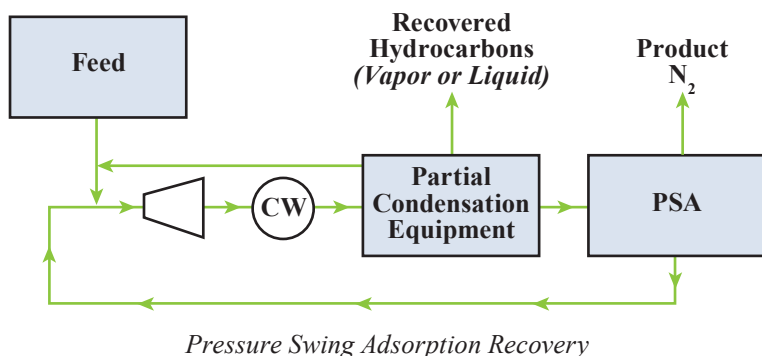 Feed
Recovered
Hydrocarbons
(Vapor or Liquid)
Product
N₂
CW
Partial
Condensation
Equipment
PSA
Pressure Swing Adsorption Recovery